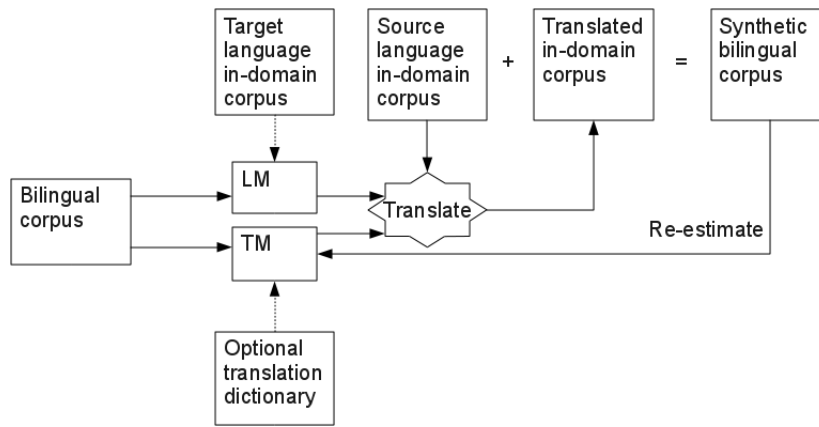 Target
language
in-domain
corpus
Source
language
in-domain
corpus
+
Translated
in-domain
corpus
=
Synthetic
bilingual
corpus
Bilingual
corpus
LM
TM
Translate
Re-estimate
Optional
translation
dictionary